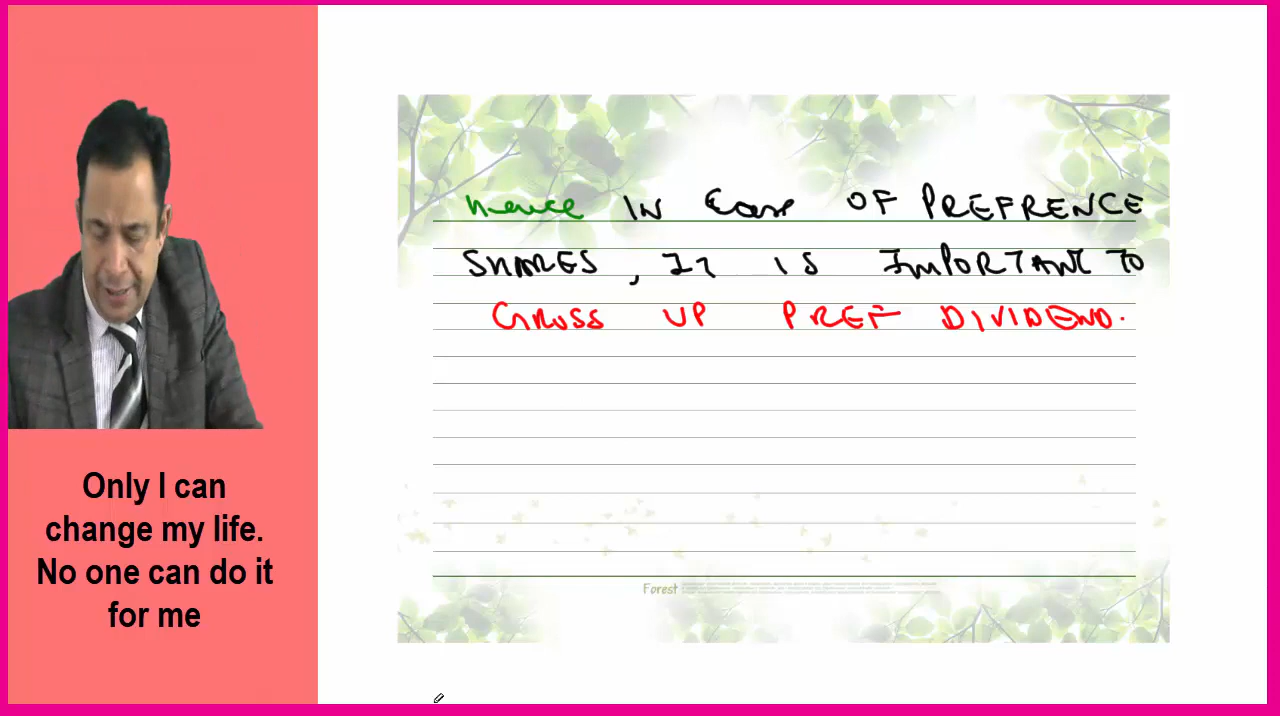 Only I can
change my life.
No one can do it
for me
hence IN Case OF PREFRENCE
SHARES, IT IS IMPORTANT TO
GROSS UP PREF DIVIDEND.
Forest